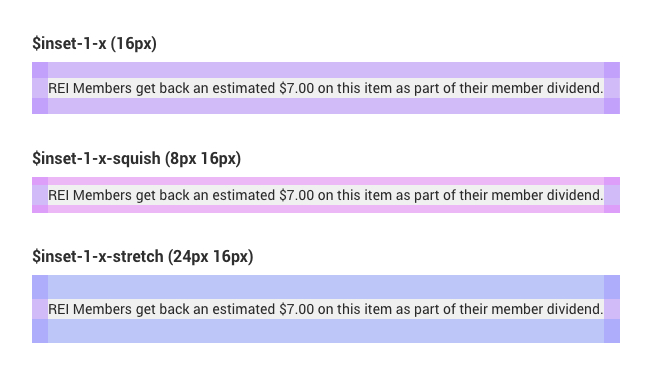 $inset-1-x (16px)
REI Members get back an estimated $7.00 on this item as part of their member dividend.
$inset-1-x-squish (8px 16px)
REI Members get back an estimated $7.00 on this item as part of their member dividend.
$inset-1-x-stretch (24px 16px)
REI Members get back an estimated $7.00 on this item as part of their member dividend.